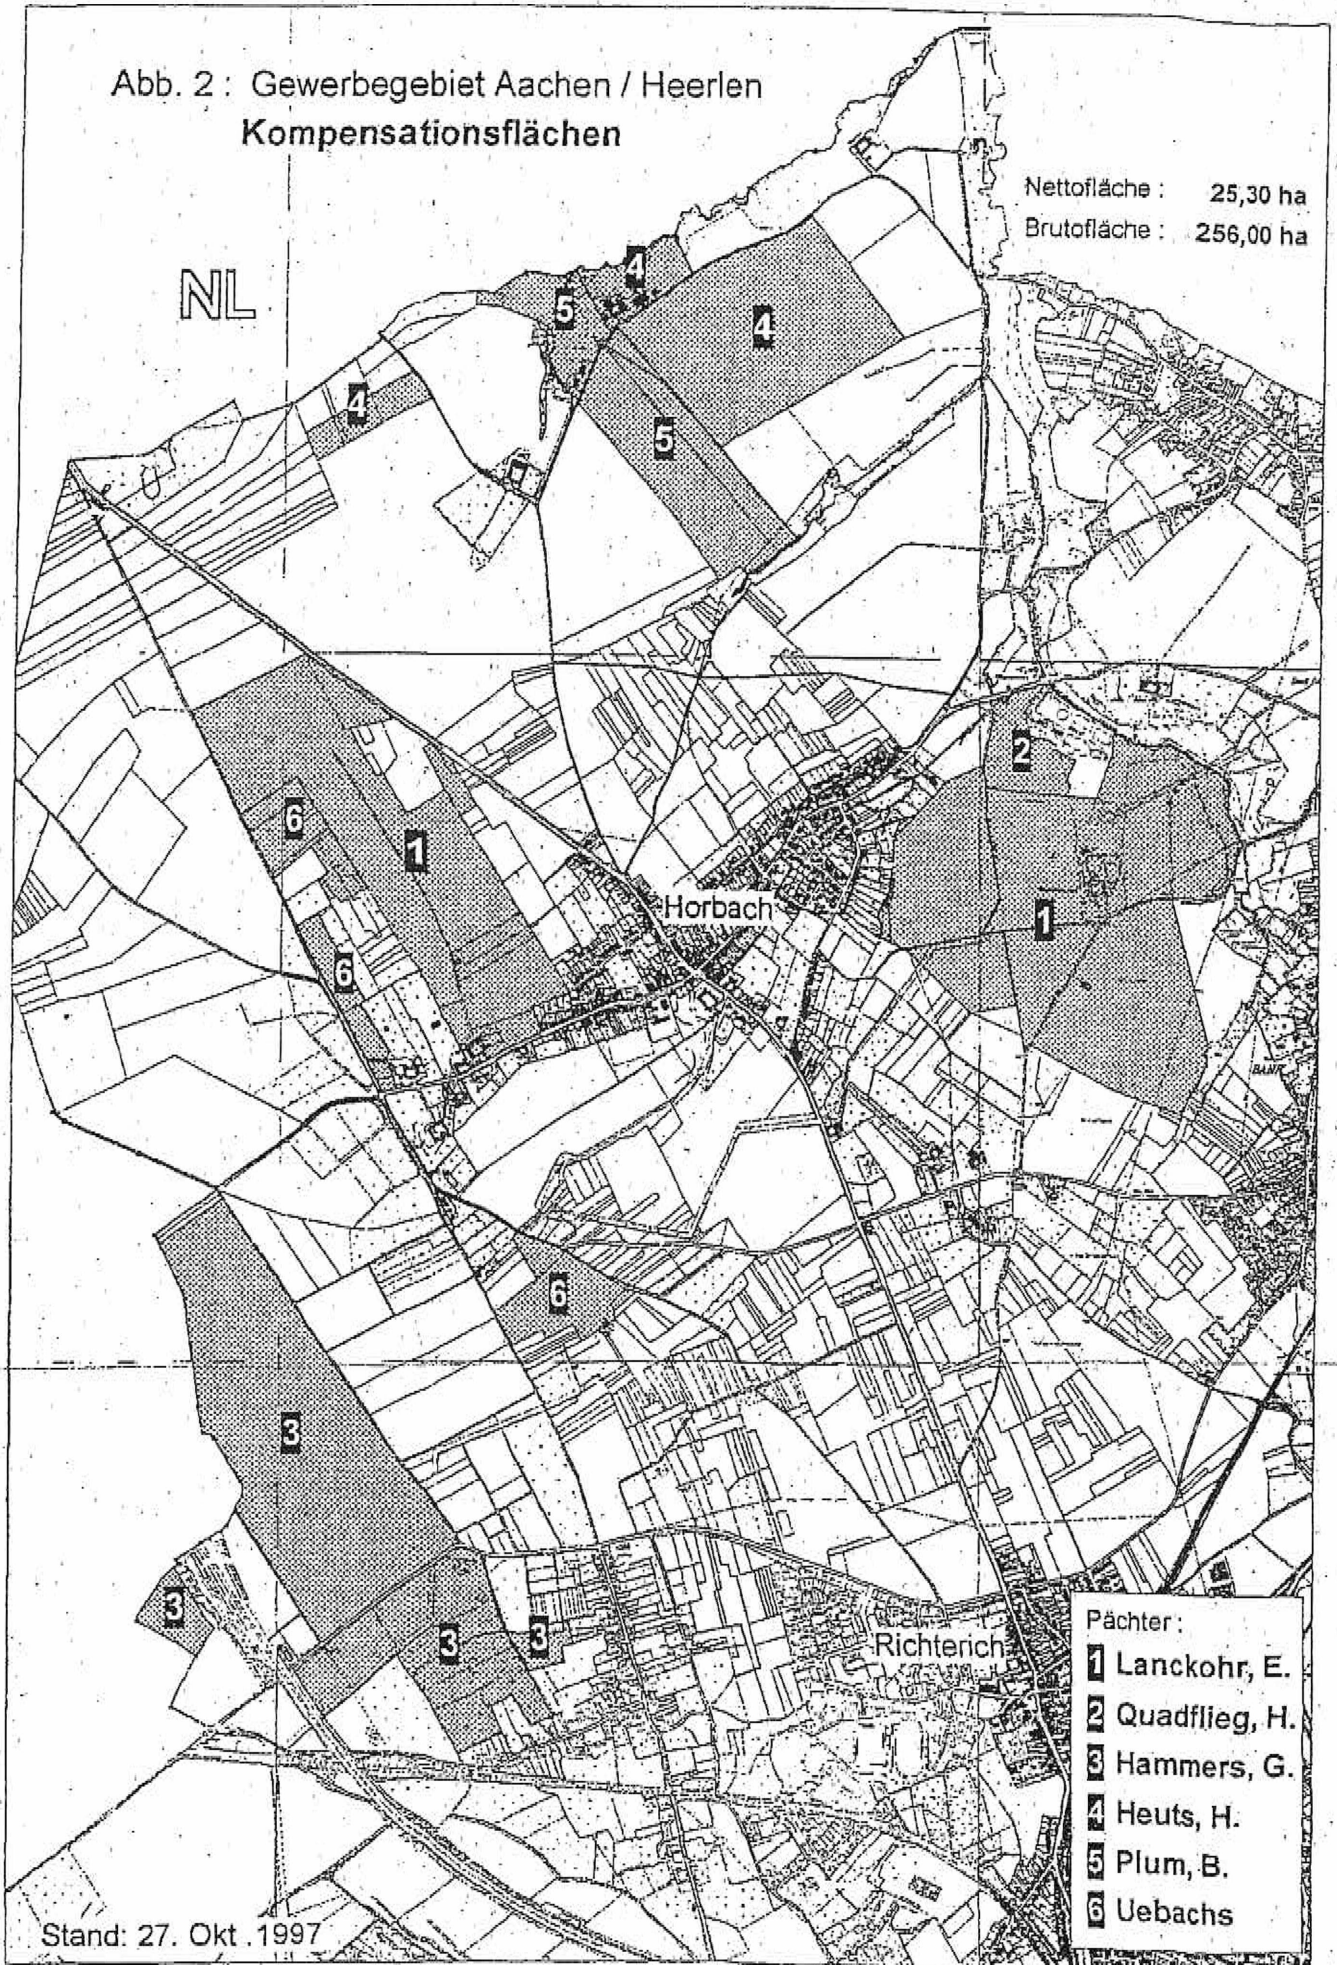 Abb. 2 : Gewerbegebiet Aachen / Heerlen
Kompensationsflächen
Nettofläche : 25,30 ha
Brutofläche : 256,00 ha
NL
4
5
4
4
5
2
6
1
Horbach
1
6
BANK
6
3
3
3
3
Richterich
Pächter :
1 Lanckohr, E.
2 Quadflieg, H.
3 Hammers, G.
4 Heuts, H.
5 Plum, B.
6 Uebachs
Stand: 27. Okt .1997